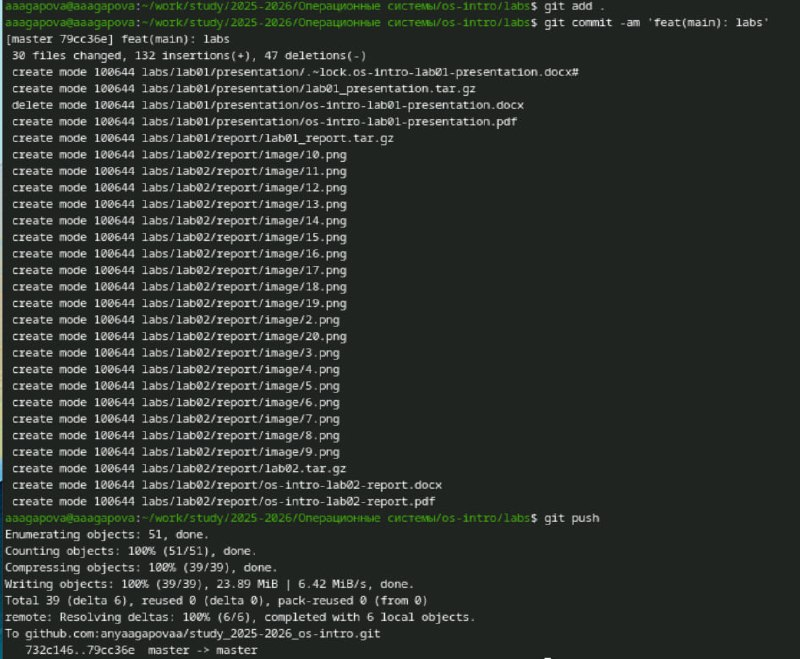 aaagapova@aaagapova:~/work/study/2025-2026/Операционные системы/os-intro/labs$ git add .
aaagapova@aaagapova:~/work/study/2025-2026/Операционные системы/os-intro/labs$ git commit -am 'feat(main): labs'
[master 79cc36e] feat(main): labs
 30 files changed, 132 insertions(+), 47 deletions(-)
 create mode 100644 labs/lab01/presentation/.~lock.os-intro-lab01-presentation.docx#
 create mode 100644 labs/lab01/presentation/lab01_presentation.tar.gz
 delete mode 100644 labs/lab01/presentation/os-intro-lab01-presentation.docx
 create mode 100644 labs/lab01/presentation/os-intro-lab01-presentation.pdf
 create mode 100644 labs/lab01/report/lab01_report.tar.gz
 create mode 100644 labs/lab02/report/image/10.png
 create mode 100644 labs/lab02/report/image/11.png
 create mode 100644 labs/lab02/report/image/12.png
 create mode 100644 labs/lab02/report/image/13.png
 create mode 100644 labs/lab02/report/image/14.png
 create mode 100644 labs/lab02/report/image/15.png
 create mode 100644 labs/lab02/report/image/16.png
 create mode 100644 labs/lab02/report/image/17.png
 create mode 100644 labs/lab02/report/image/18.png
 create mode 100644 labs/lab02/report/image/19.png
 create mode 100644 labs/lab02/report/image/2.png
 create mode 100644 labs/lab02/report/image/20.png
 create mode 100644 labs/lab02/report/image/3.png
 create mode 100644 labs/lab02/report/image/4.png
 create mode 100644 labs/lab02/report/image/5.png
 create mode 100644 labs/lab02/report/image/6.png
 create mode 100644 labs/lab02/report/image/7.png
 create mode 100644 labs/lab02/report/image/8.png
 create mode 100644 labs/lab02/report/image/9.png
 create mode 100644 labs/lab02/report/lab02.tar.gz
 create mode 100644 labs/lab02/report/os-intro-lab02-report.docx
 create mode 100644 labs/lab02/report/os-intro-lab02-report.pdf
aaagapova@aaagapova:~/work/study/2025-2026/Операционные системы/os-intro/labs$ git push
Enumerating objects: 51, done.
Counting objects: 100% (51/51), done.
Compressing objects: 100% (39/39), done.
Writing objects: 100% (39/39), 23.89 MiB | 6.42 MiB/s, done.
Total 39 (delta 6), reused 0 (delta 0), pack-reused 0 (from 0)
remote: Resolving deltas: 100% (6/6), completed with 6 local objects.
To github.com:anyaagapovaa/study_2025-2026_os-intro.git
   732c146..79cc36e  master -> master